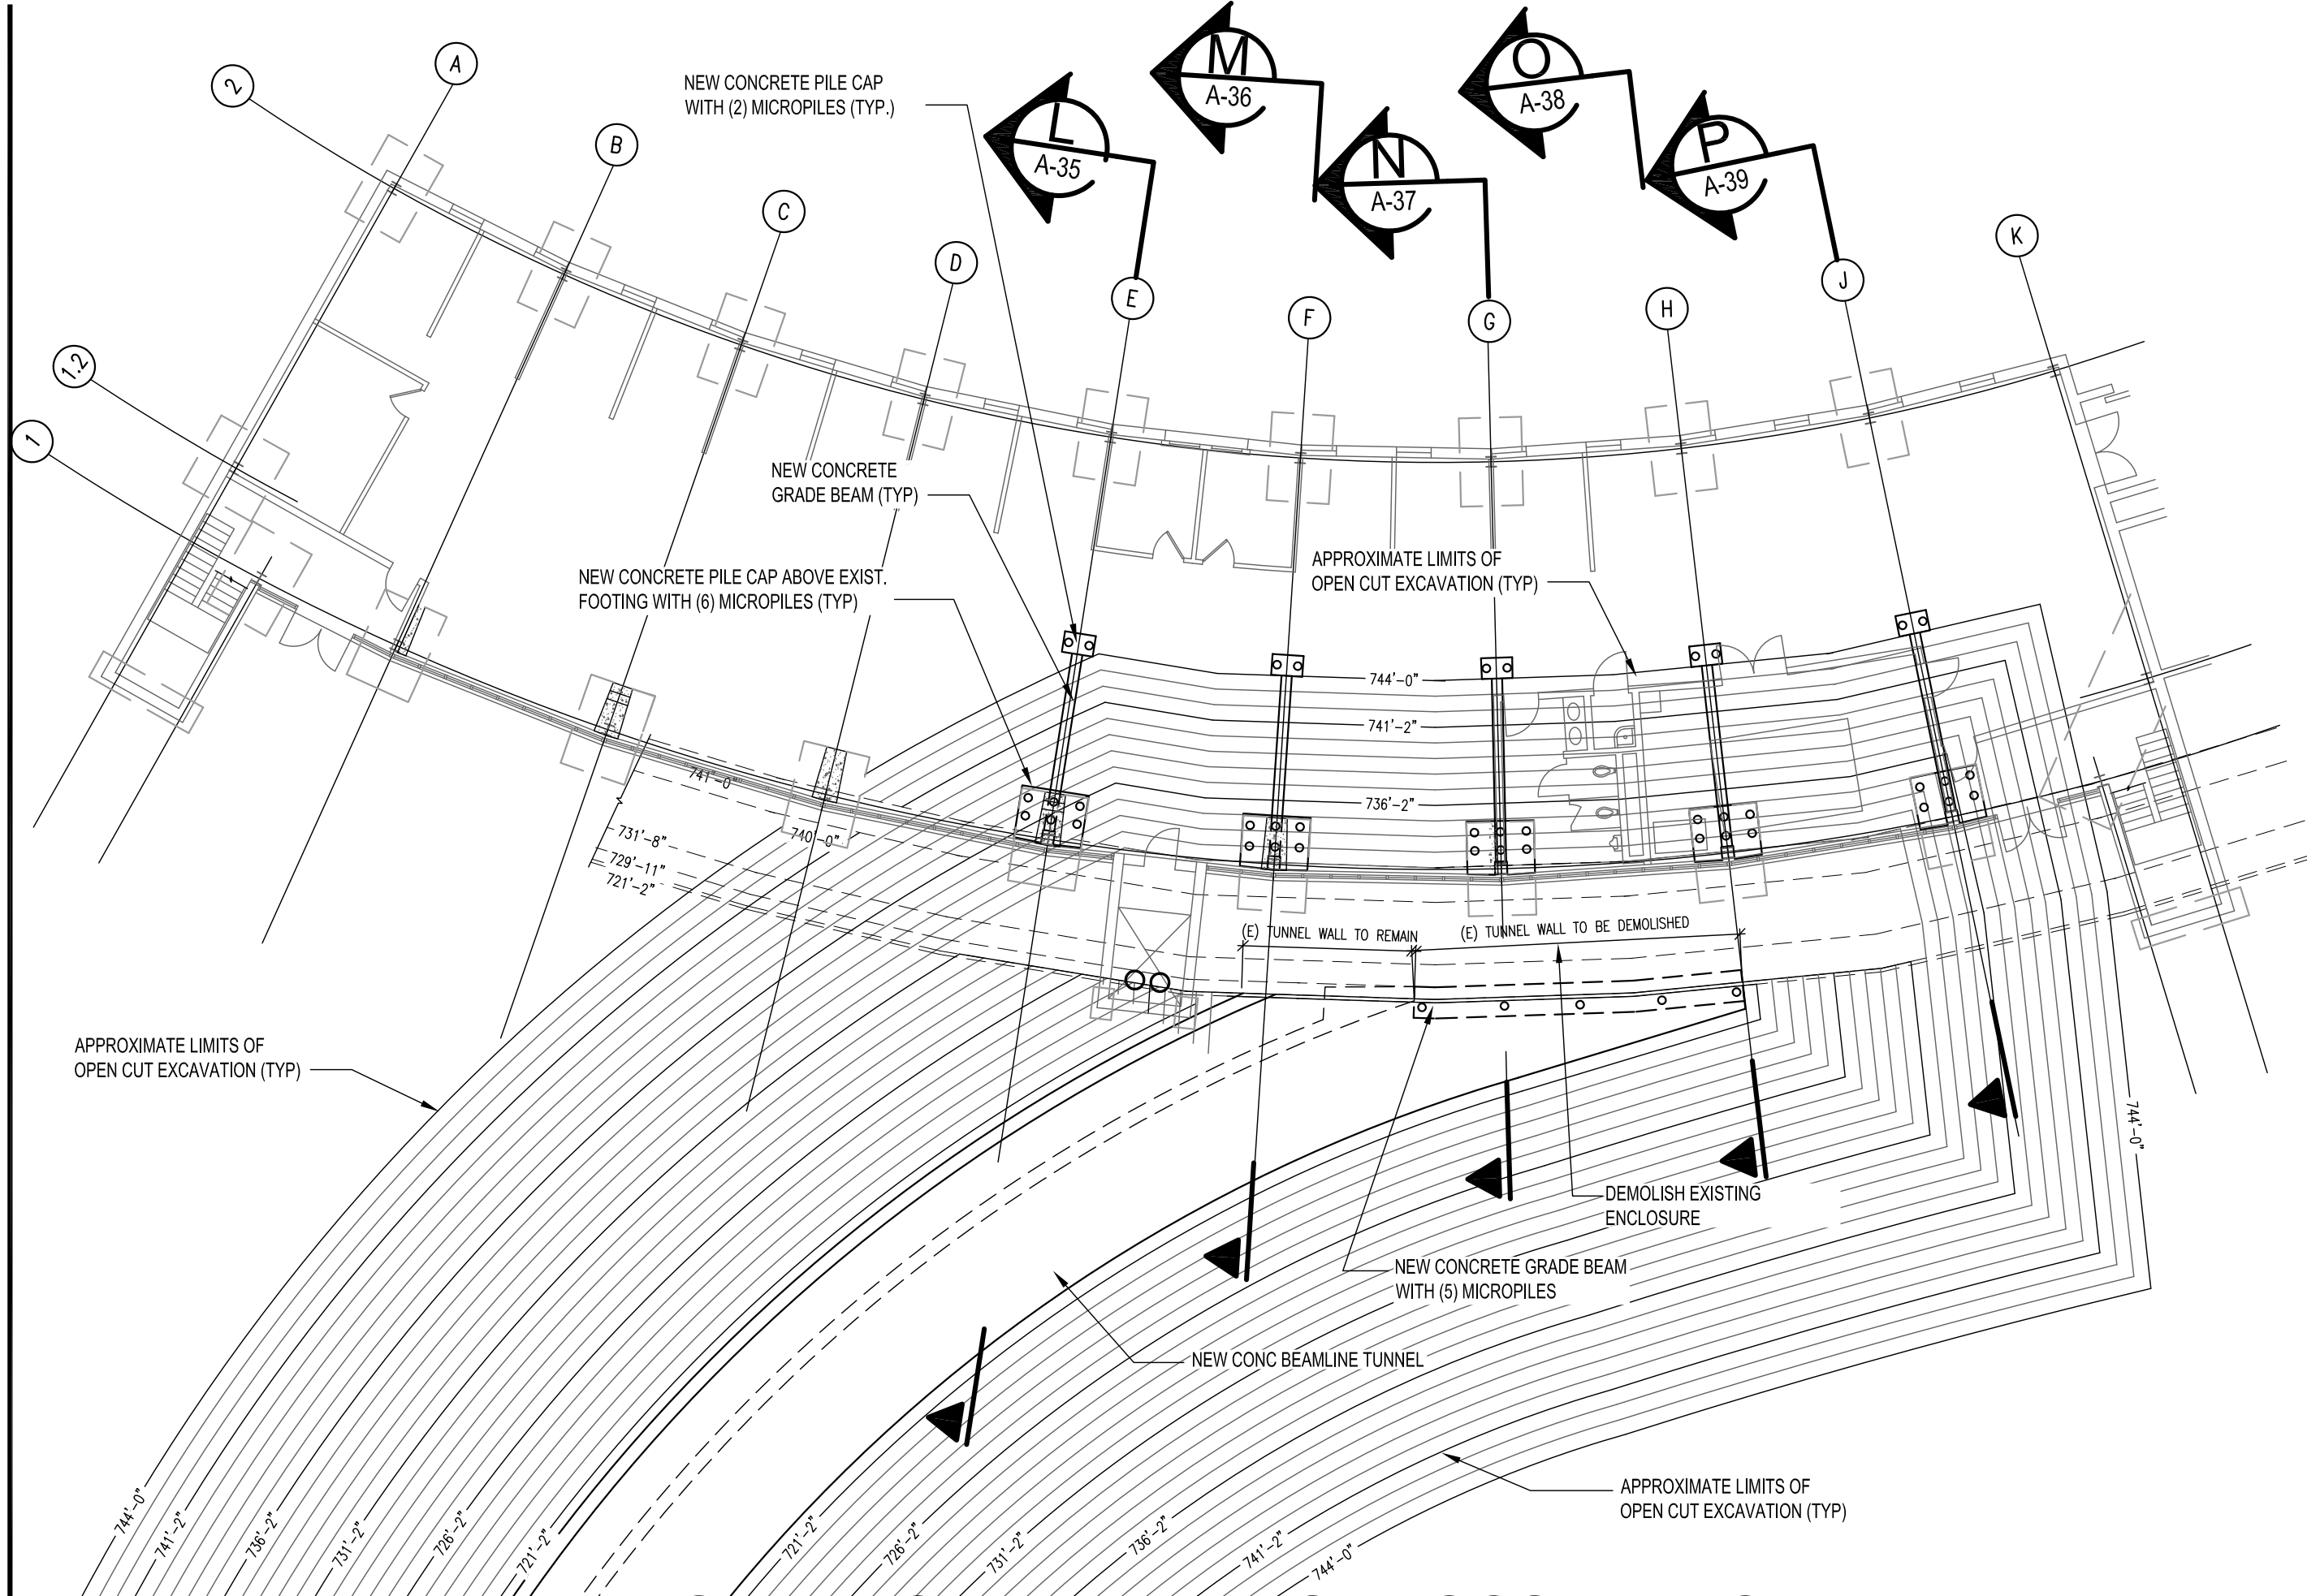 M
A-36
O
A-38
L
A-35
N
A-37
P
A-39
2
A
B
C
D
E
F
G
H
J
K
1.2
1
NEW CONCRETE PILE CAP
WITH (2) MICROPILES (TYP.)
NEW CONCRETE
GRADE BEAM (TYP)
NEW CONCRETE PILE CAP ABOVE EXIST.
FOOTING WITH (6) MICROPILES (TYP)
APPROXIMATE LIMITS OF
OPEN CUT EXCAVATION (TYP)
744'-0"
741'-2"
736'-2"
741'-0"
740'-0"
731'-8"
729'-11"
721'-2"
(E) TUNNEL WALL TO REMAIN
(E) TUNNEL WALL TO BE DEMOLISHED
APPROXIMATE LIMITS OF
OPEN CUT EXCAVATION (TYP)
744'-0"
DEMOLISH EXISTING
ENCLOSURE
NEW CONCRETE GRADE BEAM
WITH (5) MICROPILES
NEW CONC BEAMLINE TUNNEL
APPROXIMATE LIMITS OF
OPEN CUT EXCAVATION (TYP)
744'-0"
741'-2"
736'-2"
731'-2"
726'-2"
721'-2"
721'-2"
726'-2"
731'-2"
736'-2"
741'-2"
744'-0"